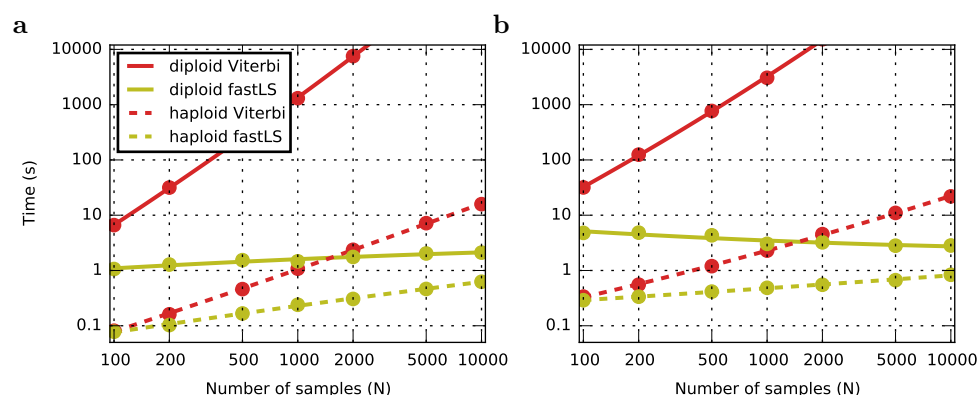 a
b
10000
1000
100
10
1
0.1
Time (s)
diploid Viterbi
diploid fastLS
haploid Viterbi
haploid fastLS
100 200 500 1000 2000 5000 10000
Number of samples (N)
10000
1000
100
10
1
0.1
100 200 500 1000 2000 5000 10000
Number of samples (N)